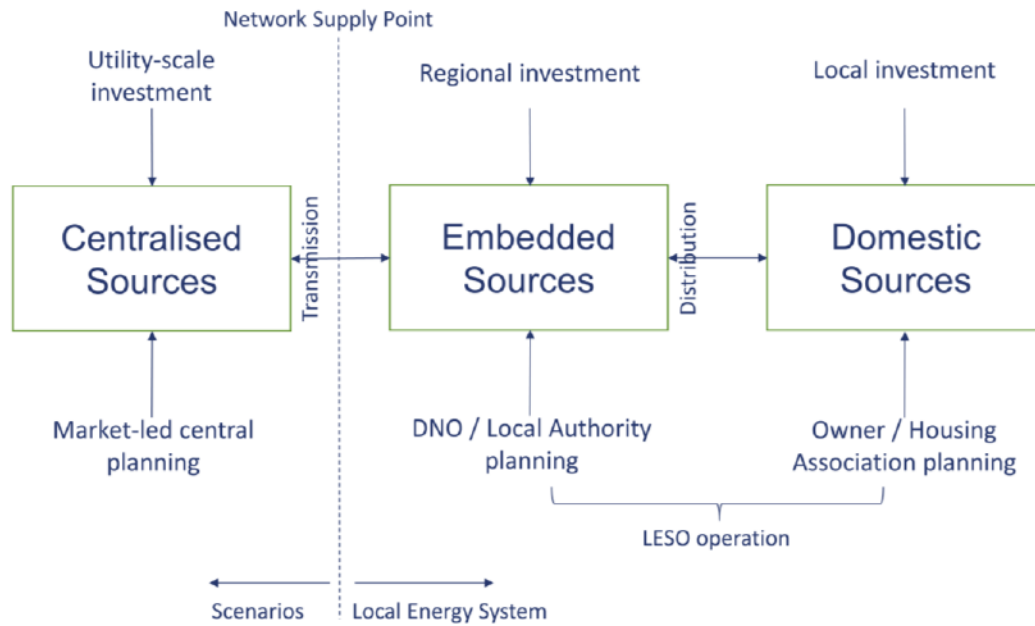 Network Supply Point
Utility-scale
investment
Regional investment
Local investment
Centralised
Sources
Transmission
Embedded
Sources
Distribution
Domestic
Sources
Market-led central
planning
DNO / Local Authority
planning
Owner / Housing
Association planning
LESO operation
Scenarios
Local Energy System